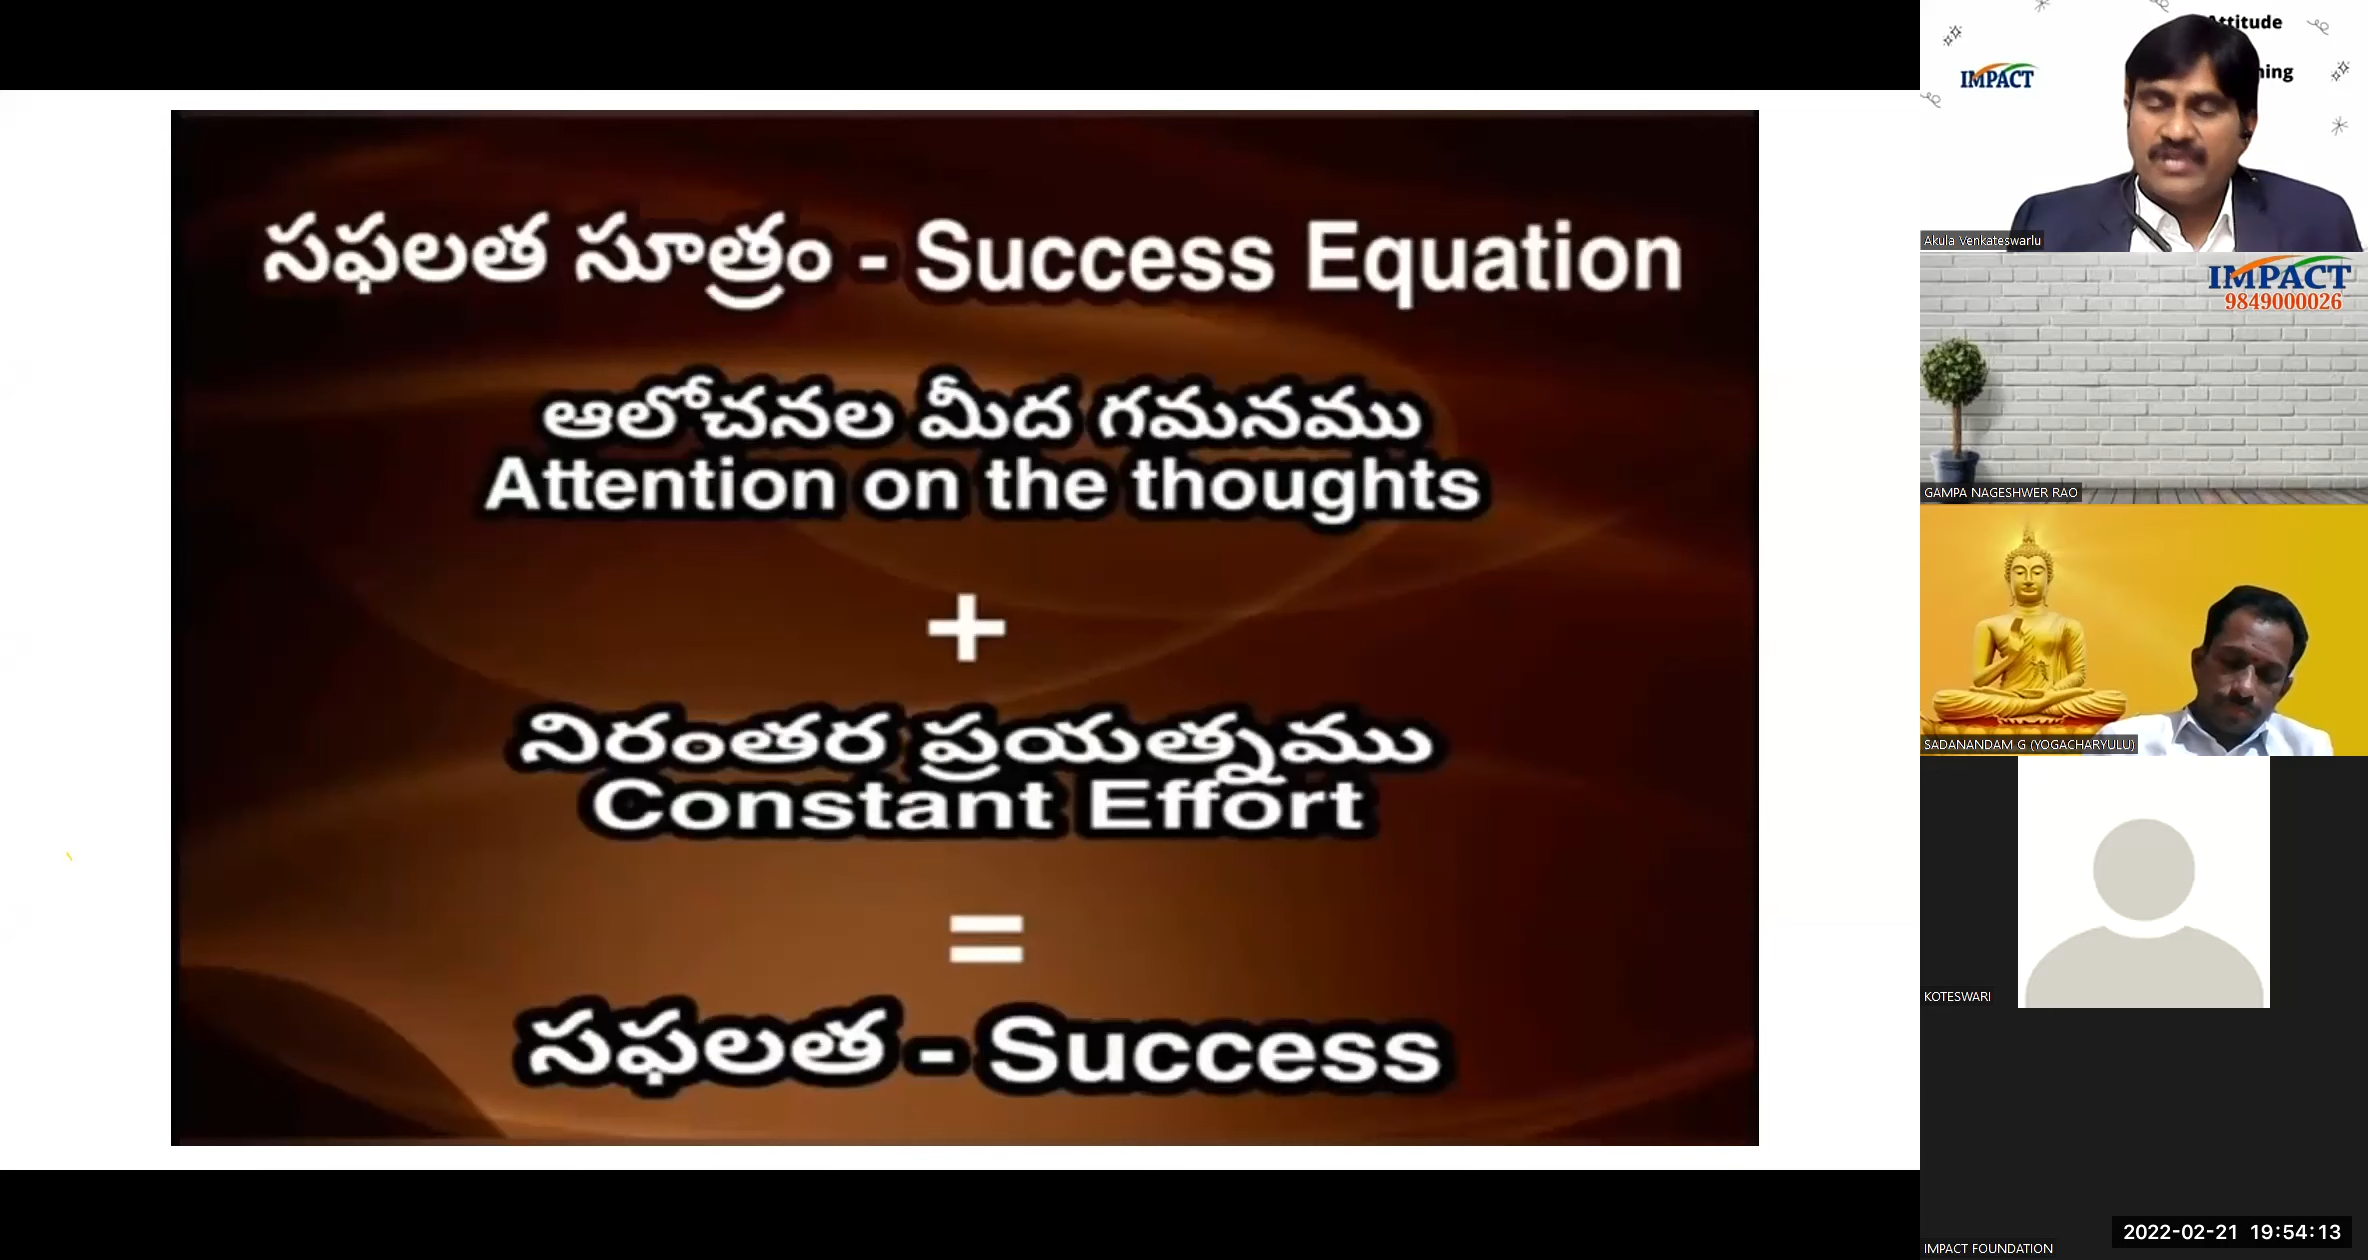 సఫలత సూత్రం - Success Equation
ఆలోచనల మీద గమనము
Attention on the thoughts
+
నిరంతర ప్రయత్నము
Constant Effort
=
సఫలత - Success
IMPACT
Akula Venkateswarlu
IMPACT
9849000026
GAMPA NAGESHWER RAO
SADANANDAM G (YOGACHARYULU)
KOTESWARI
2022-02-21 19:54:13
IMPACT FOUNDATION